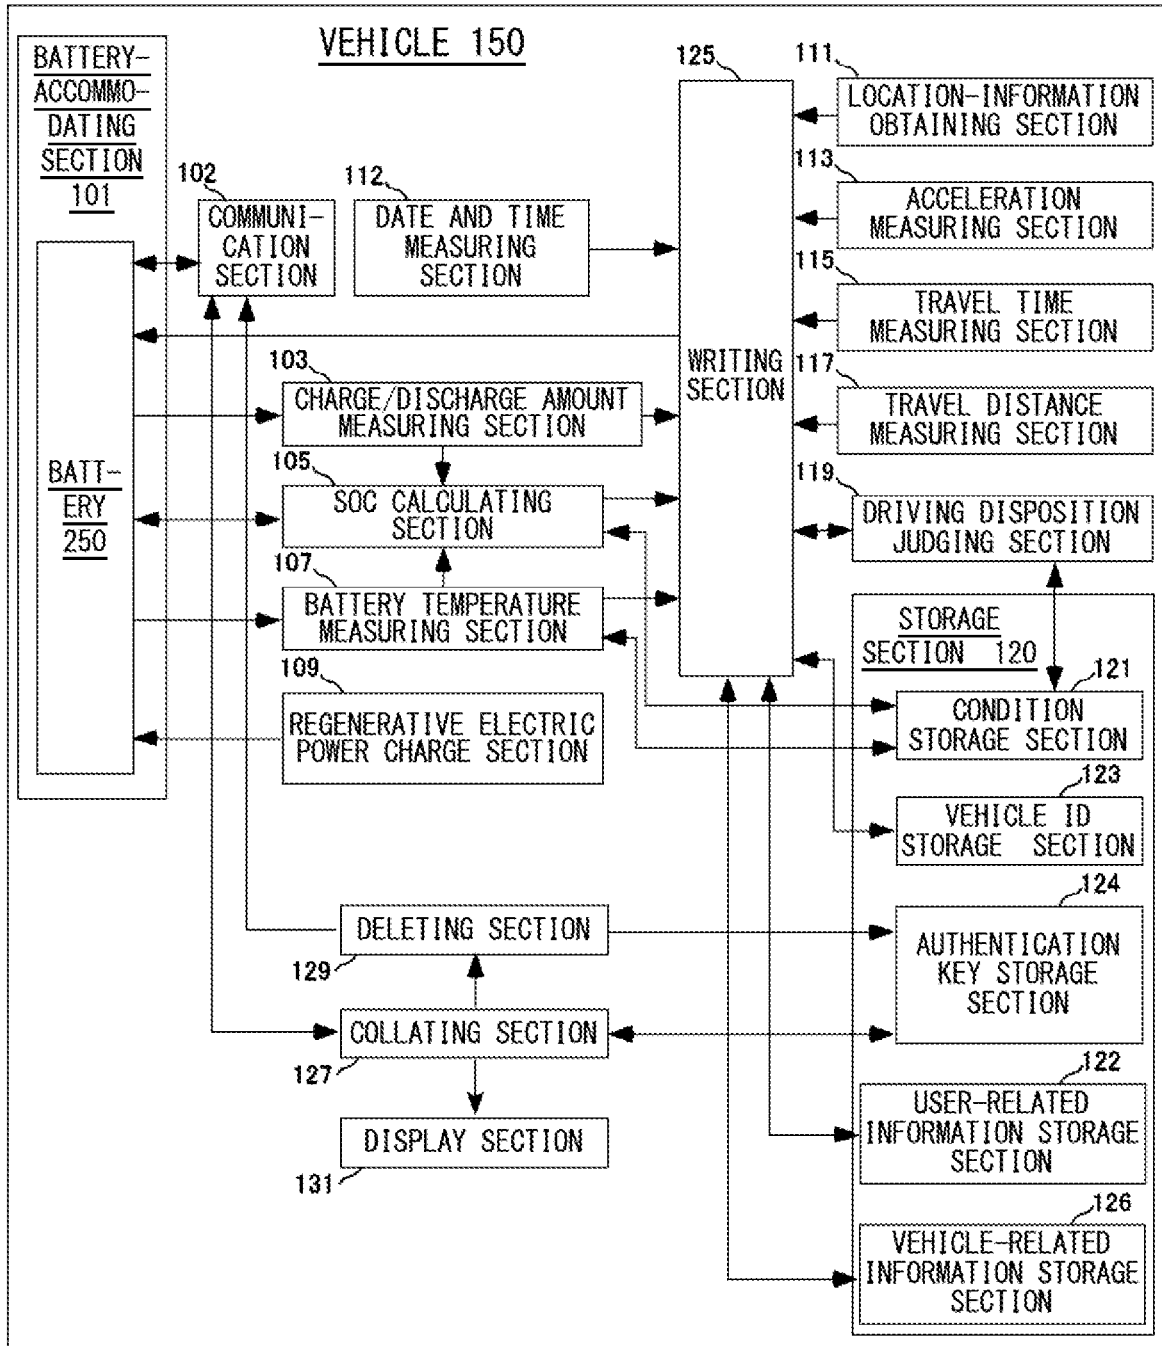 VEHICLE 150
BATTERY-
ACCOMMO-
DATING
SECTION
101
102
COMMUNI-
CATION
SECTION
112
DATE AND TIME
MEASURING
SECTION
125
WRITING
SECTION
111
LOCATION-INFORMATION
OBTAINING SECTION
113
ACCELERATION
MEASURING SECTION
115
TRAVEL TIME
MEASURING SECTION
117
TRAVEL DISTANCE
MEASURING SECTION
119
DRIVING DISPOSITION
JUDGING SECTION
BATT-
ERY
250
103
CHARGE/DISCHARGE AMOUNT
MEASURING SECTION
105
SOC CALCULATING
SECTION
107
BATTERY TEMPERATURE
MEASURING SECTION
109
REGENERATIVE ELECTRIC
POWER CHARGE SECTION
STORAGE
SECTION 120
121
CONDITION
STORAGE SECTION
123
VEHICLE ID
STORAGE SECTION
124
AUTHENTICATION
KEY STORAGE
SECTION
DELETING SECTION
129
COLLATING SECTION
127
DISPLAY SECTION
131
122
USER-RELATED
INFORMATION STORAGE
SECTION
126
VEHICLE-RELATED
INFORMATION STORAGE
SECTION